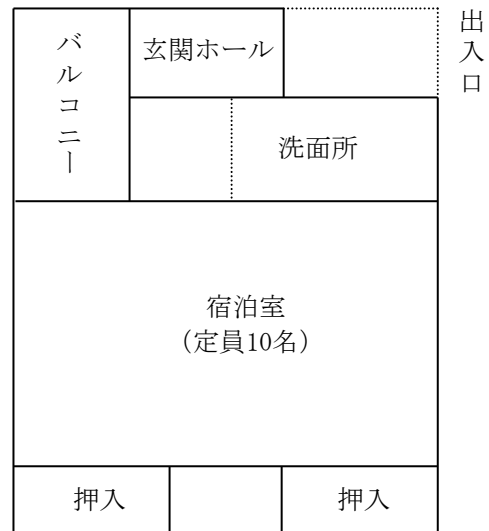 バルコニー
玄関ホール
出入口
洗面所
宿泊室
（定員10名）
押入
押入